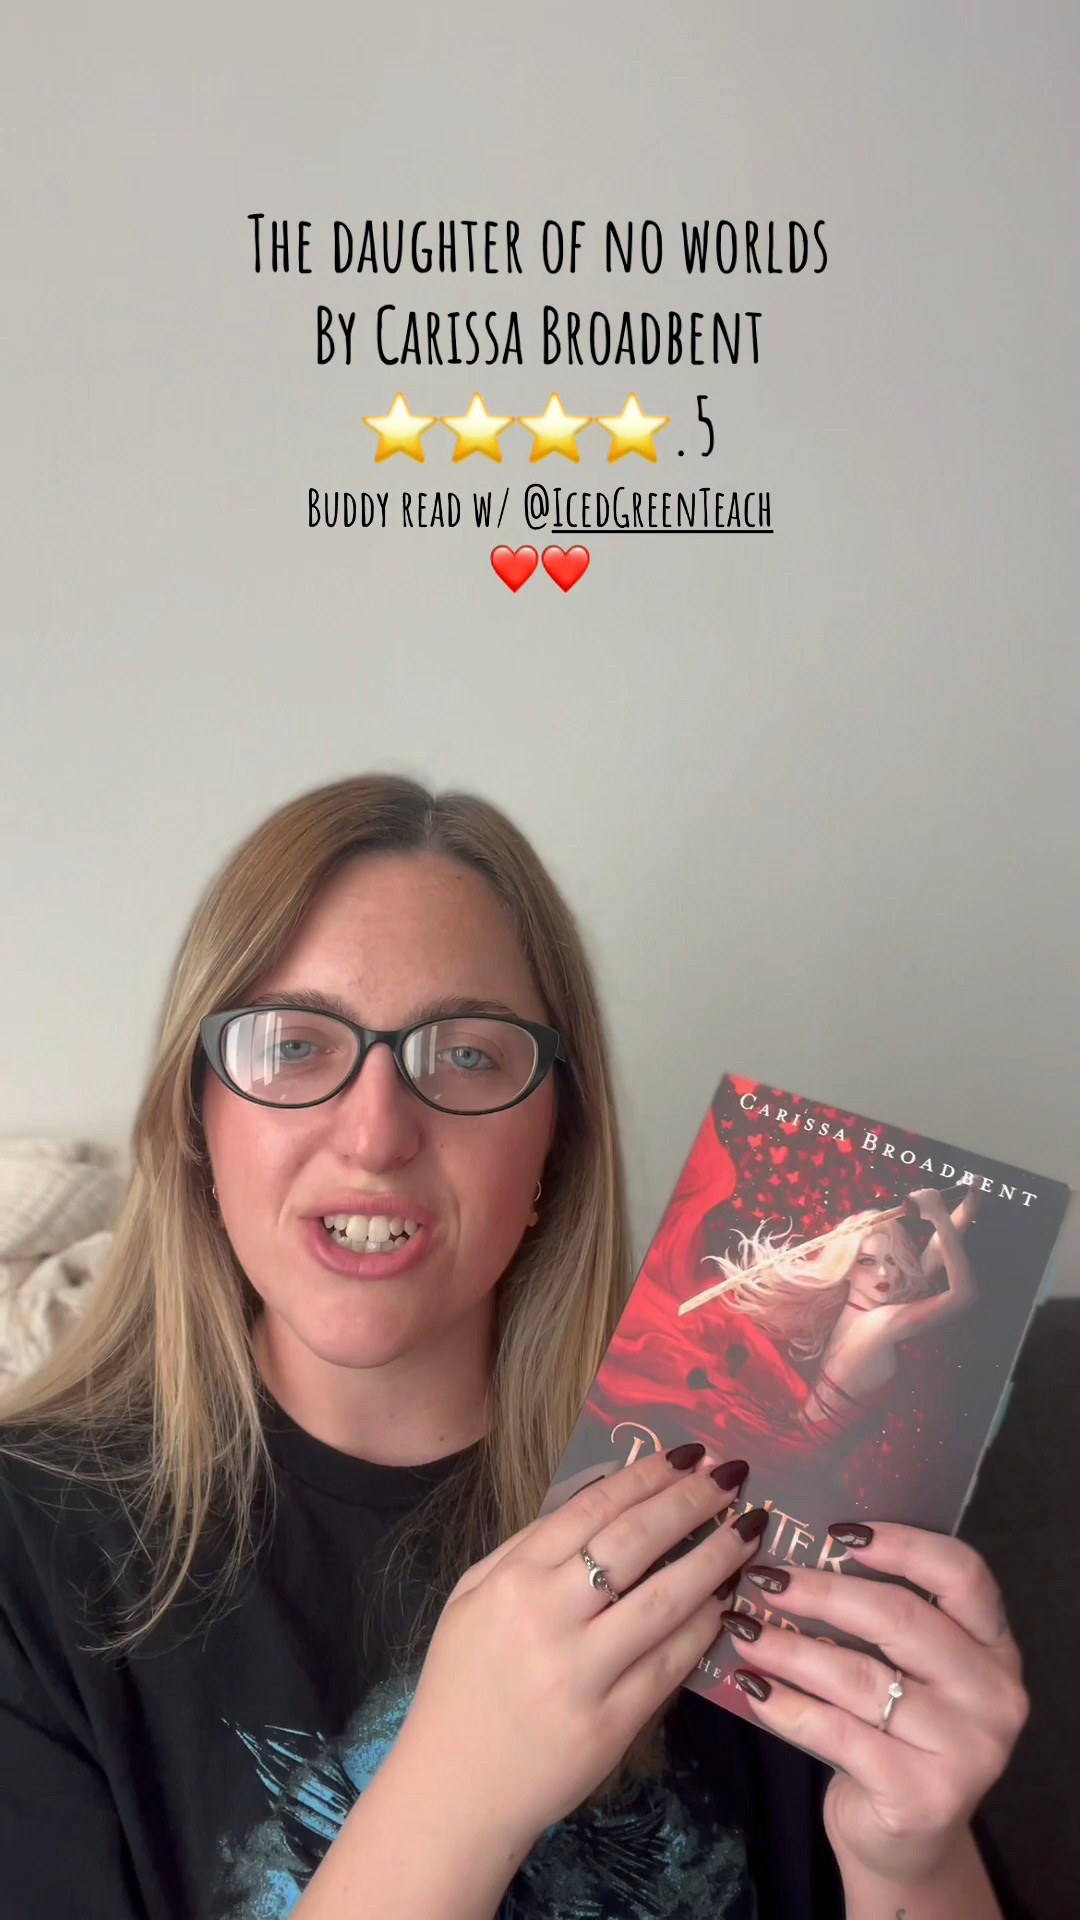 The daughter of no worlds
By Carissa Broadbent
⭐⭐⭐⭐.5
Buddy read w/ @IcedGreenTeach
❤️❤️
Carissa Broadbent